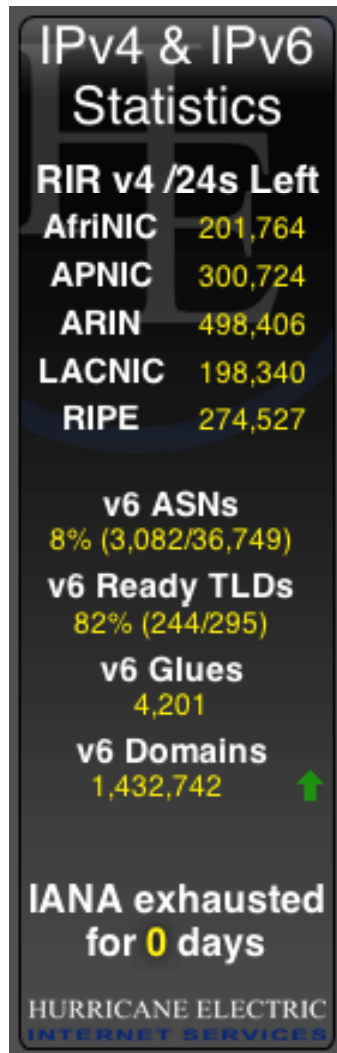 IPv4 & IPv6
Statistics
RIR v4 /24s Left
AfriNIC 201,764
APNIC 300,724
ARIN 498,406
LACNIC 198,340
RIPE 274,527
v6 ASNs
8% (3,082/36,749)
v6 Ready TLDs
82% (244/295)
v6 Glues
4,201
v6 Domains
1,432,742
IANA exhausted
for 0 days
HURRICANE ELECTRIC
INTERNET SERVICES